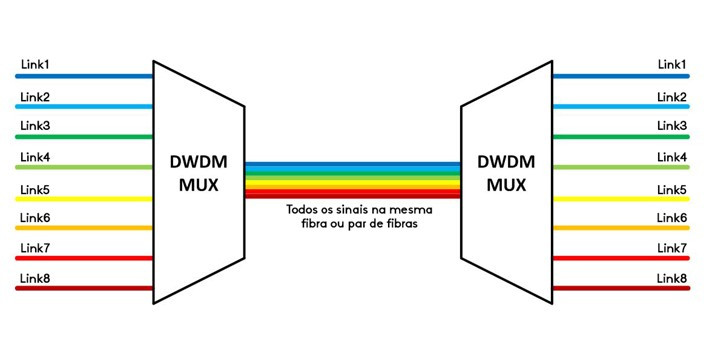 Link1
Link2
Link3
Link4
Link5
Link6
Link7
Link8
DWDM
MUX
Todos os sinais na mesma
fibra ou par de fibras
DWDM
MUX
Link1
Link2
Link3
Link4
Link5
Link6
Link7
Link8